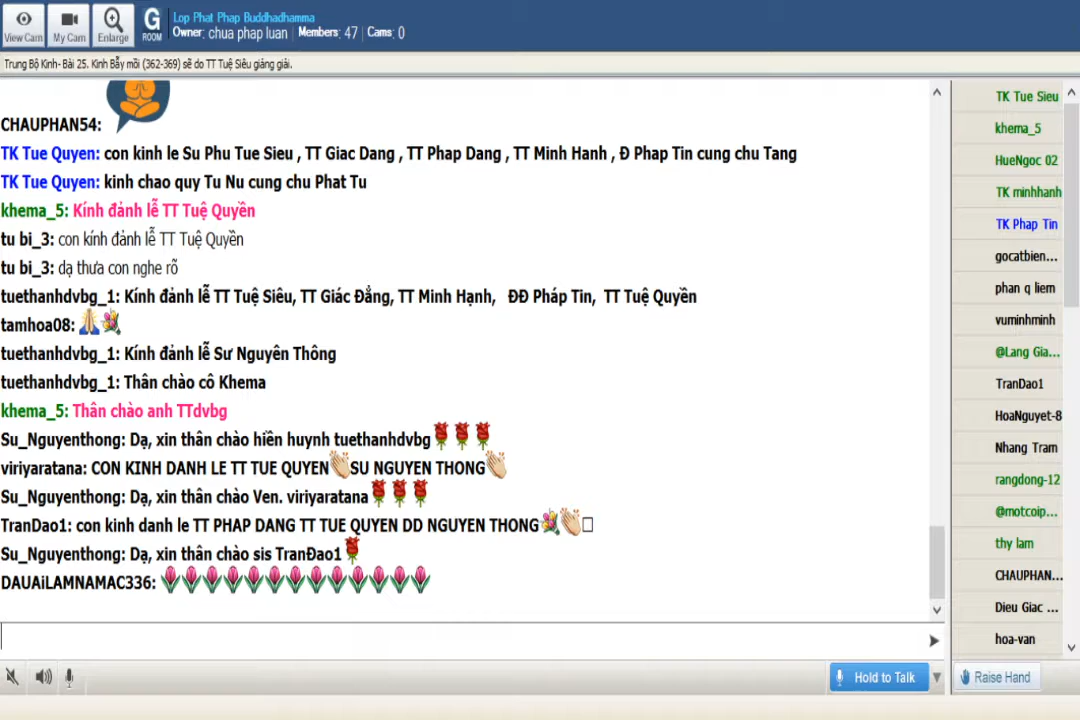 View Cam
My Cam
Enlarge
G
ROOM
Lop Phat Phap Buddhadhamma
Owner: chua phap luan | Members: 47 | Cams: 0
Trung Bộ Kinh- Bài 25. Kinh Bẫy mồi (362-369) sẽ do TT Tuệ Siêu giảng giải.
CHAUPHAN54:
TK Tue Quyen: con kinh le Su Phu Tue Sieu , TT Giac Dang , TT Phap Dang , TT Minh Hanh , Đ Phap Tin cung chu Tang
TK Tue Quyen: kinh chao quy Tu Nu cung chu Phat Tu
khema_5: Kính đảnh lễ TT Tuệ Quyền
tu bi_3: con kính đảnh lễ TT Tuệ Quyền
tu bi_3: dạ thưa con nghe rõ
tuethanhdvbg_1: Kính đảnh lễ TT Tuệ Siêu, TT Giác Đẳng, TT Minh Hạnh, ĐĐ Pháp Tín, TT Tuệ Quyền
tamhoa08:
tuethanhdvbg_1: Kính đảnh lễ Sư Nguyên Thông
tuethanhdvbg_1: Thân chào cô Khema
khema_5: Thân chào anh TTdvbg
Su_Nguyenthong: Dạ, xin thân chào hiền huynh tuethanhdvbg
viriyaratana: CON KINH DANH LE TT TUE QUYEN SU NGUYEN THONG
Su_Nguyenthong: Dạ, xin thân chào Ven. viriyaratana
TranDao1: con kinh danh le TT PHAP DANG TT TUE QUYEN DD NGUYEN THONG
Su_Nguyenthong: Dạ, xin thân chào sis TranĐao1
DAUAiLAMNAMAC336:
Hold to Talk
TK Tue Sieu
khema_5
HueNgoc 02
TK minhhanh
TK Phap Tin
gocatbien...
phan q liem
vuminhminh
@Lang Gia...
TranDao1
HoaNguyet-8
Nhang Tram
rangdong-12
@motcoip...
thy lam
CHAUPHAN...
Dieu Giac ...
hoa-van
Raise Hand